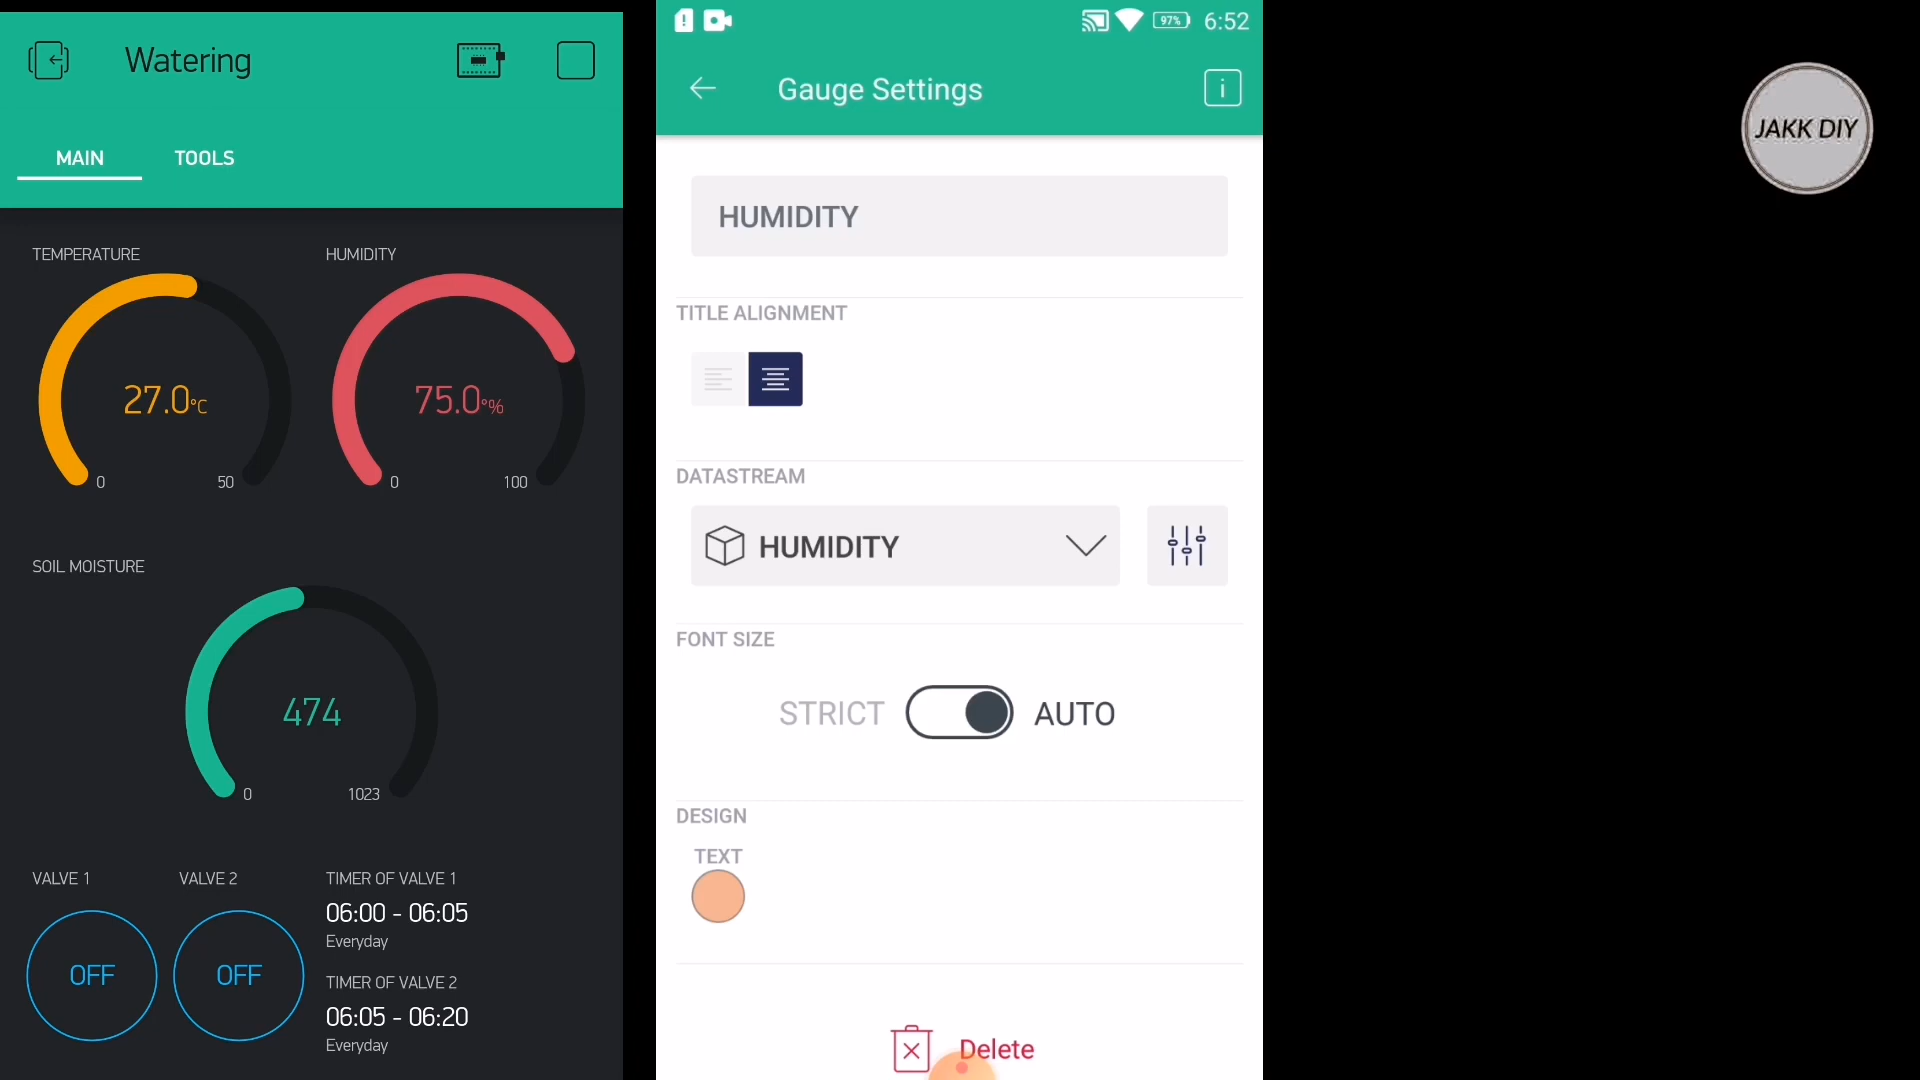 Watering
MAIN TOOLS
TEMPERATURE HUMIDITY
27.0°C
75.0°%
0 50
0 100
SOIL MOISTURE
474
0 1023
VALVE 1 VALVE 2
OFF OFF
TIMER OF VALVE 1
06:00 - 06:05
Everyday
TIMER OF VALVE 2
06:05 - 06:20
Everyday
97% 6:52
Gauge Settings
i
HUMIDITY
TITLE ALIGNMENT
DATASTREAM
HUMIDITY
FONT SIZE
STRICT AUTO
DESIGN
TEXT
Delete
JAKK DIY